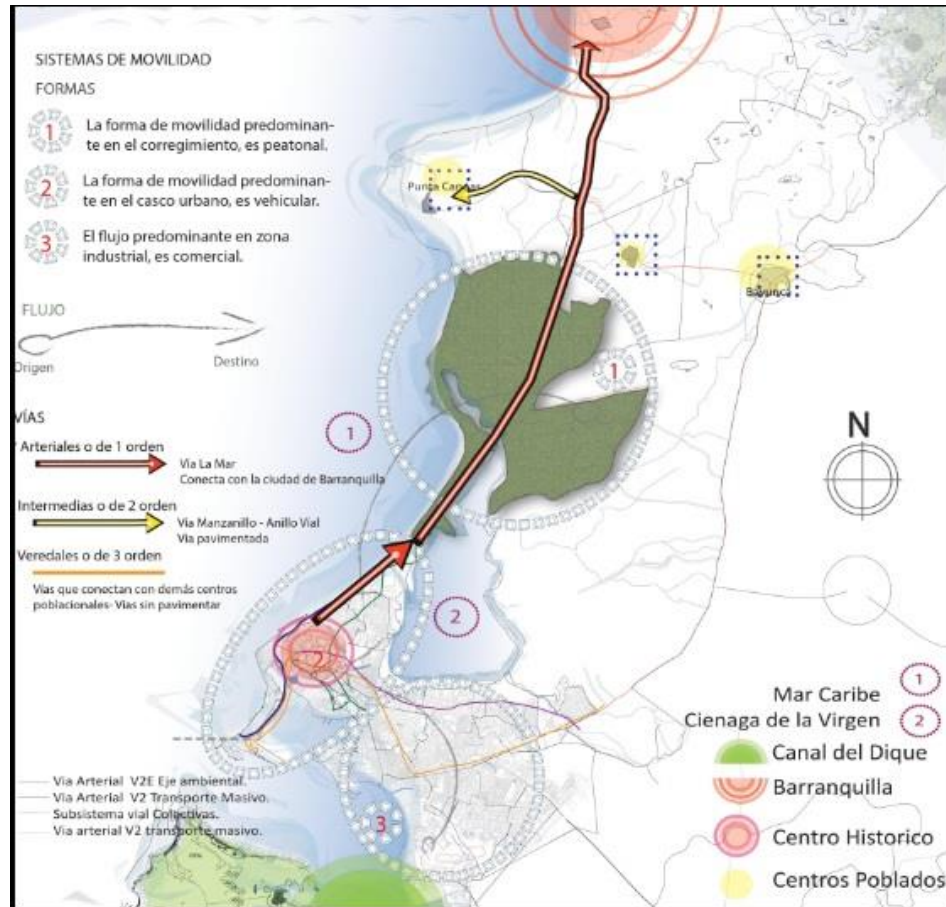 SISTEMAS DE MOVILIDAD
FORMAS
1
La forma de movilidad predominan-
te en el corregimiento, es peatonal.
2
La forma de movilidad predominan-
te en el casco urbano, es vehicular.
3
El flujo predominante en zona
industrial, es comercial.
FLUJO
Origen
Destino
VÍAS
Arteriales o de 1 orden
Vía La Mar
Conecta con la ciudad de Barranquilla
Intermedias o de 2 orden
Via Manzanillo - Anillo Vial
Via pavimentada
Veredales o de 3 orden
Vías que conectan con demás centros
poblacionales- Vías sin pavimentar
Via Arterial V2E Eje ambiental.
Via Arterial V2 Transporte Masivo.
Subsistema vial Colectivas.
Via arterial V2 transporte masivo.
Punta Canoas
Bayunca
1
1
2
2
3
N
Mar Caribe 1
Cienaga de la Virgen 2
Canal del Dique
Barranquilla
Centro Historico
Centros Poblados